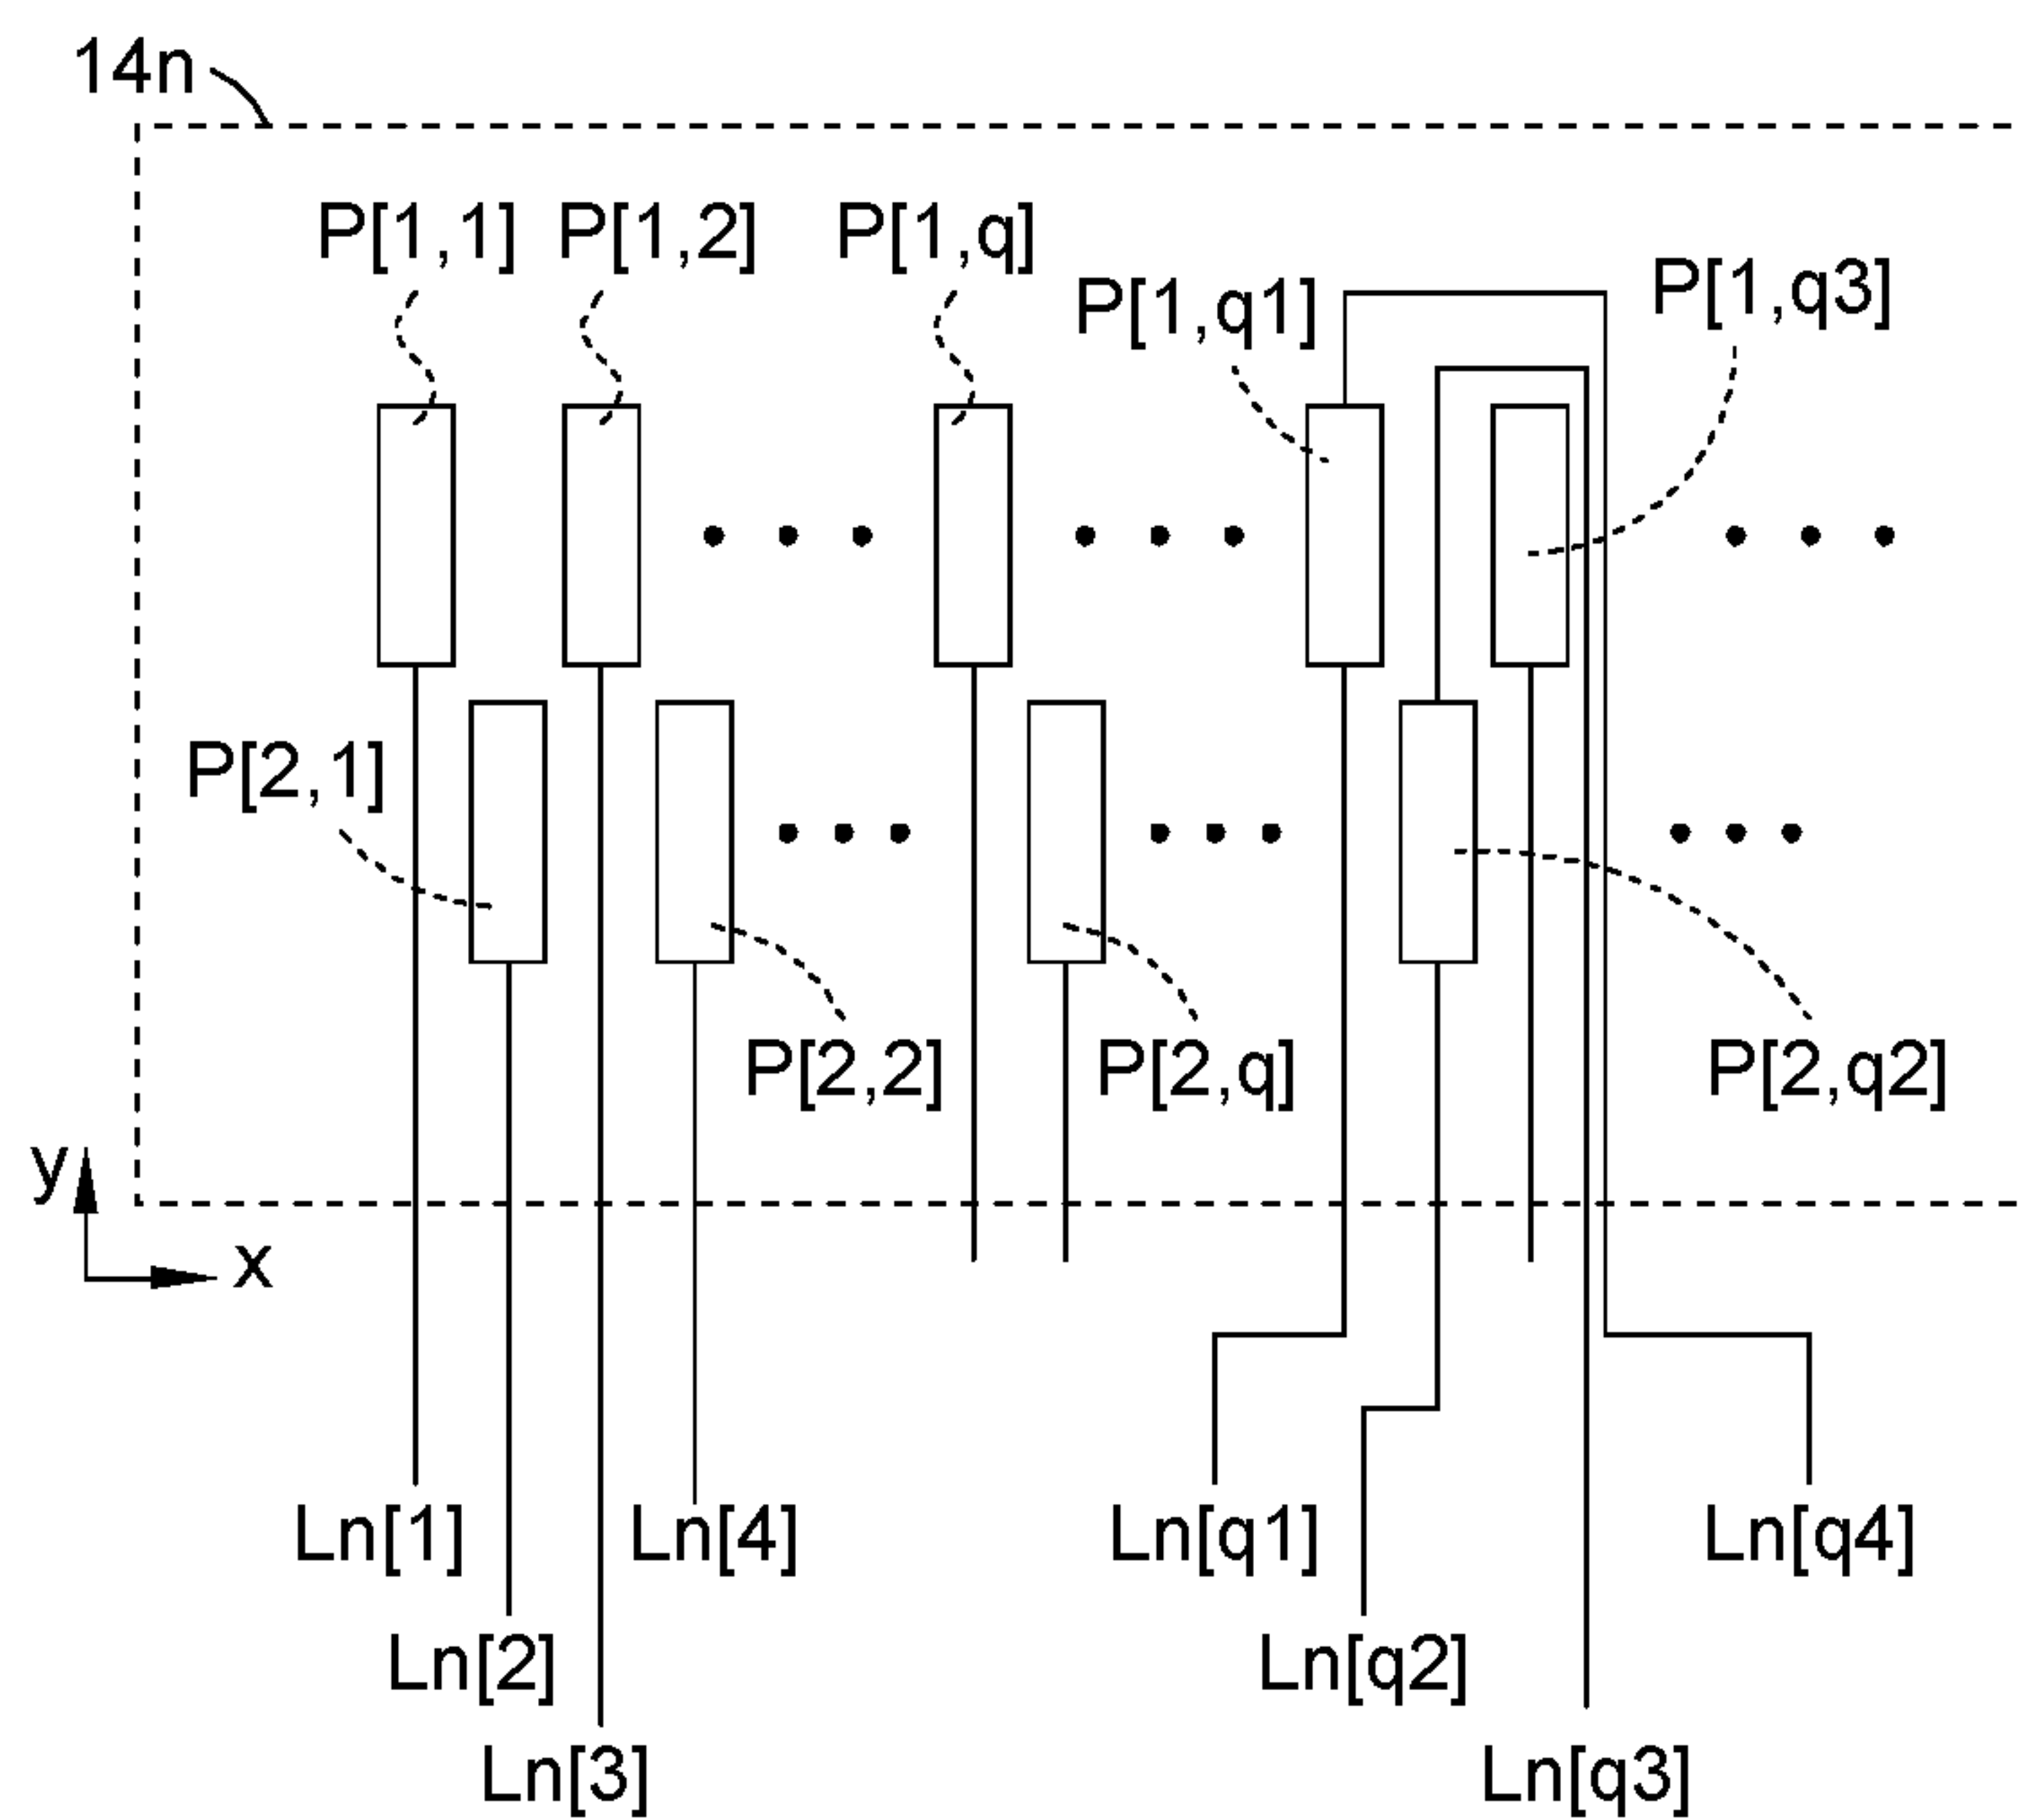 14n
P[1,1] P[1,2] P[1,q]
P[1,q1] P[1,q3]
P[2,1]
P[2,2] P[2,q] P[2,q2]
y
x
Ln[1] Ln[4] Ln[q1] Ln[q4]
Ln[2] Ln[q2]
Ln[3] Ln[q3]